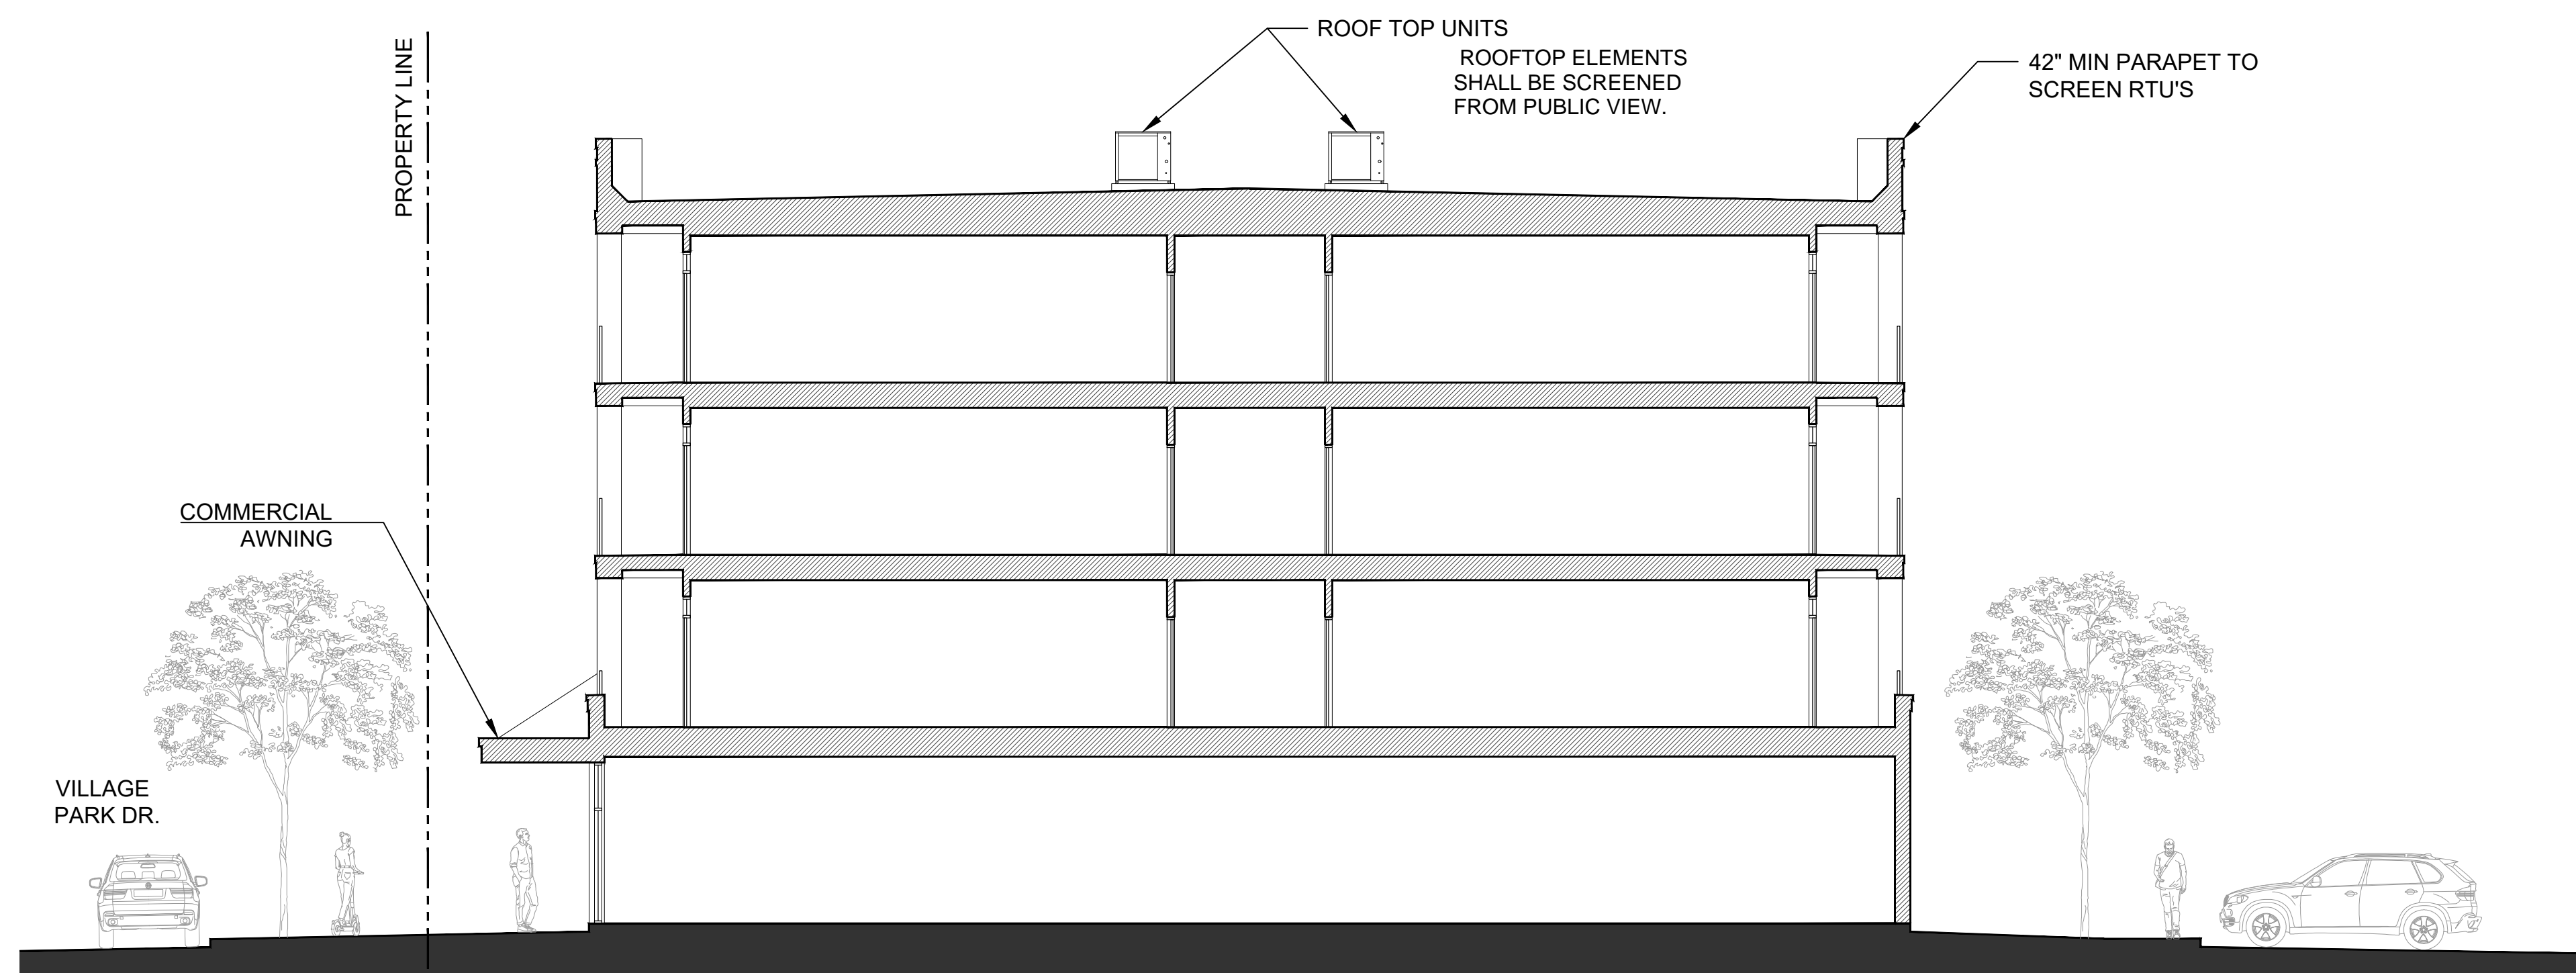 PROPERTY LINE
ROOF TOP UNITS
ROOFTOP ELEMENTS
SHALL BE SCREENED
FROM PUBLIC VIEW.
42" MIN PARAPET TO
SCREEN RTU'S
COMMERCIAL
AWNING
VILLAGE
PARK DR.